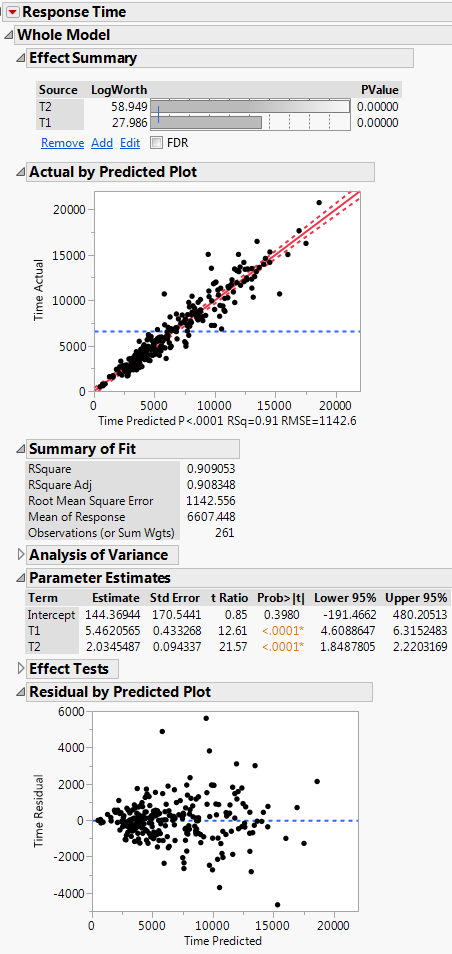 Response Time
Whole Model
Effect Summary
Source LogWorth PValue
T2 58.949 0.00000
T1 27.986 0.00000
Remove Add Edit FDR
Actual by Predicted Plot
20000
15000
10000
5000
0
Time Actual
0 5000 10000 15000 20000
Time Predicted P<.0001 RSq=0.91 RMSE=1142.6
Summary of Fit
RSquare 0.909053
RSquare Adj 0.908348
Root Mean Square Error 1142.556
Mean of Response 6607.448
Observations (or Sum Wgts) 261
Analysis of Variance
Parameter Estimates
Term Estimate Std Error t Ratio Prob>|t| Lower 95% Upper 95%
Intercept 144.36944 170.5441 0.85 0.3980 -191.4662 480.20513
T1 5.4620565 0.433268 12.61 <.0001* 4.6088647 6.3152483
T2 2.0345487 0.094337 21.57 <.0001* 1.8487805 2.2203169
Effect Tests
Residual by Predicted Plot
6000
4000
2000
0
-2000
-4000
Time Residual
0 5000 10000 15000 20000
Time Predicted